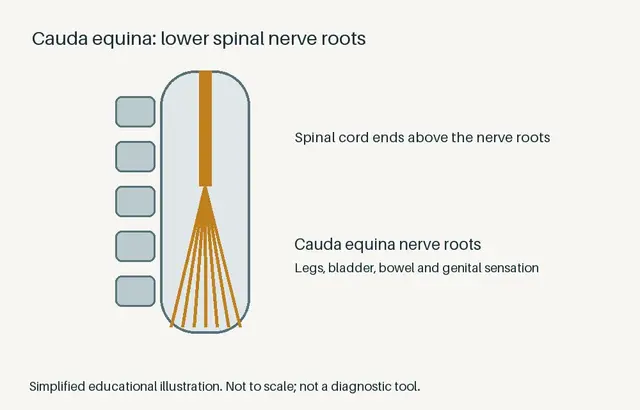 Cauda equina: lower spinal nerve roots
Spinal cord ends above the nerve roots
Cauda equina nerve roots
Legs, bladder, bowel and genital sensation
Simplified educational illustration. Not to scale; not a diagnostic tool.